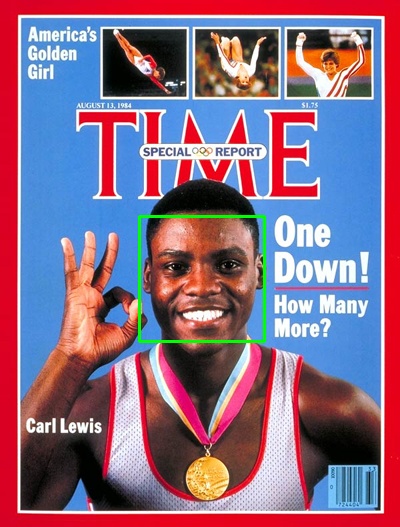 America's
Golden
Girl
AUGUST 13, 1984
$1.75
TIME
SPECIAL REPORT
One
Down!
How Many
More?
Carl Lewis